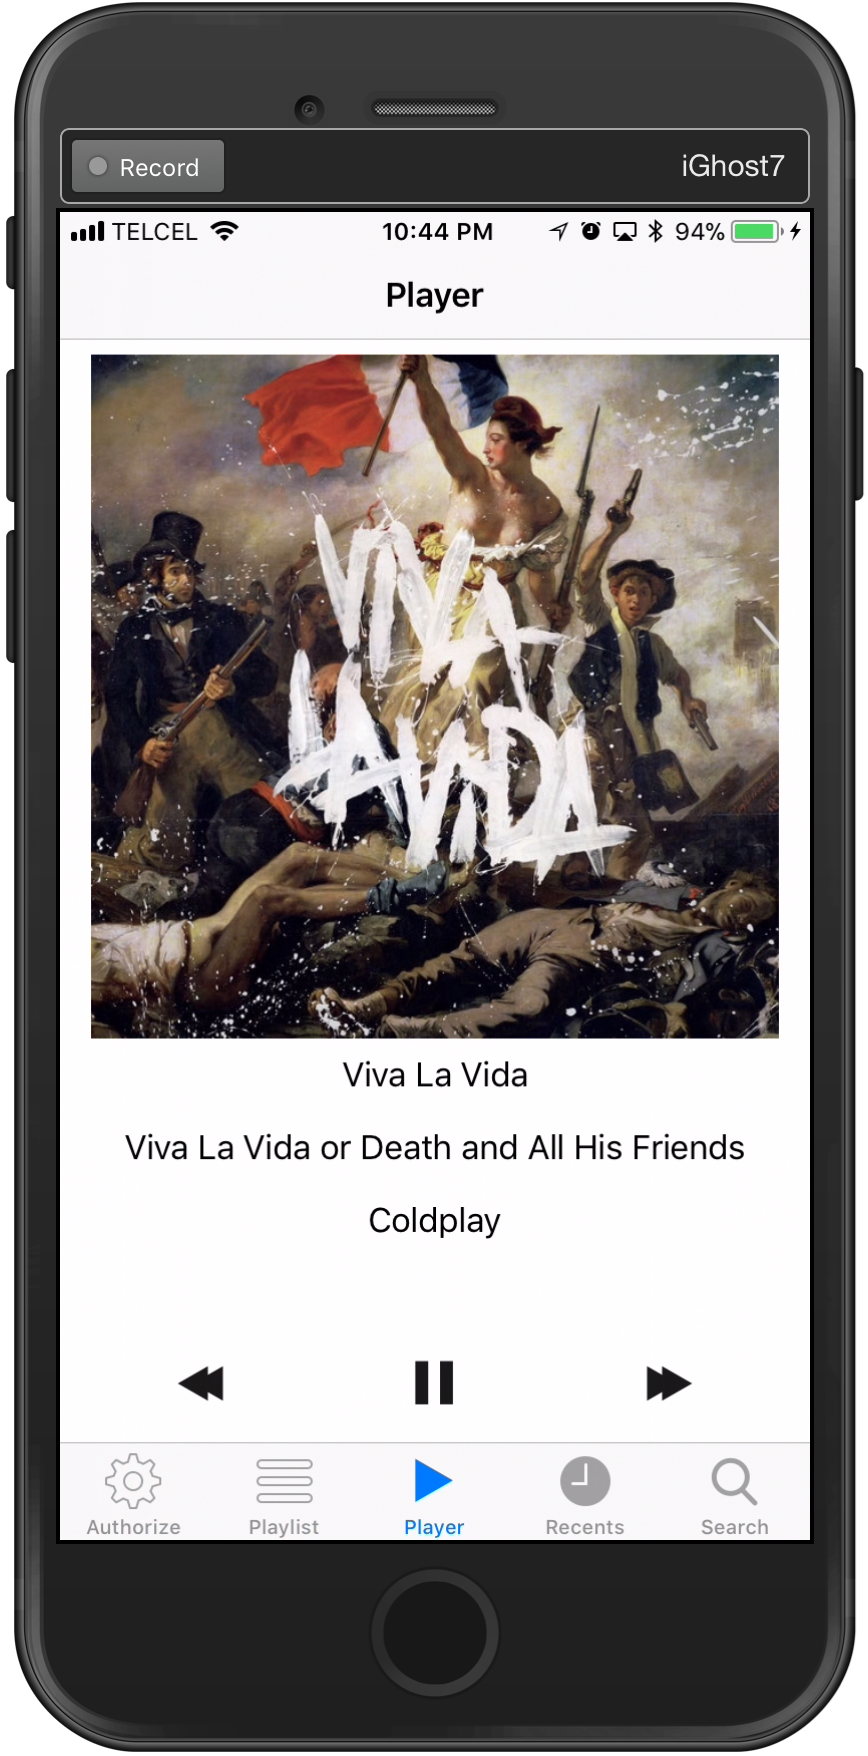 Record
iGhost7
TELCEL 10:44 PM 94%
Player
VIVA
LA VIDA
Viva La Vida
Viva La Vida or Death and All His Friends
Coldplay
Authorize Playlist Player Recents Search